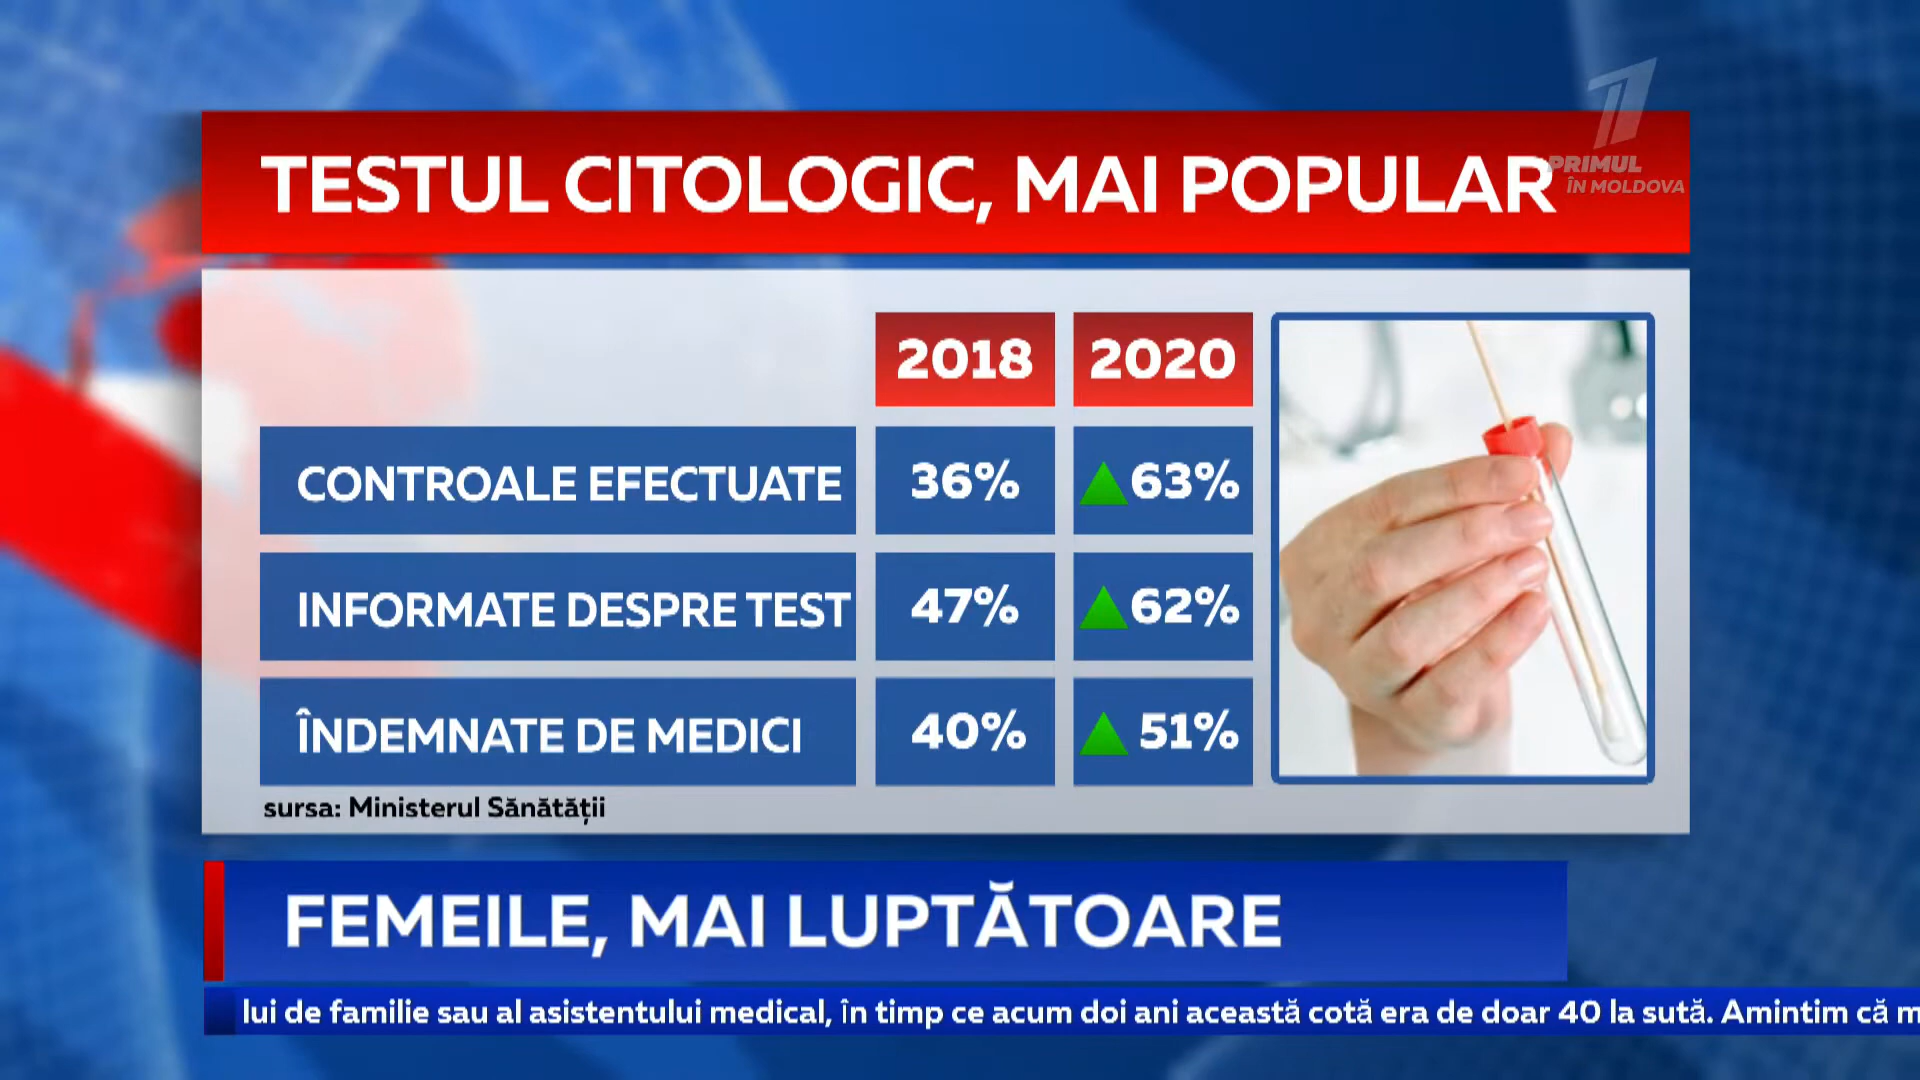 PRIMUL
ÎN MOLDOVA
TESTUL CITOLOGIC, MAI POPULAR
2018 2020
CONTROALE EFECTUATE 36% 63%
INFORMATE DESPRE TEST 47% 62%
ÎNDEMNATE DE MEDICI 40% 51%
sursa: Ministerul Sănătății
FEMEILE, MAI LUPTĂTOARE
lui de familie sau al asistentului medical, în timp ce acum doi ani această cotă era de doar 40 la sută. Amintim că m